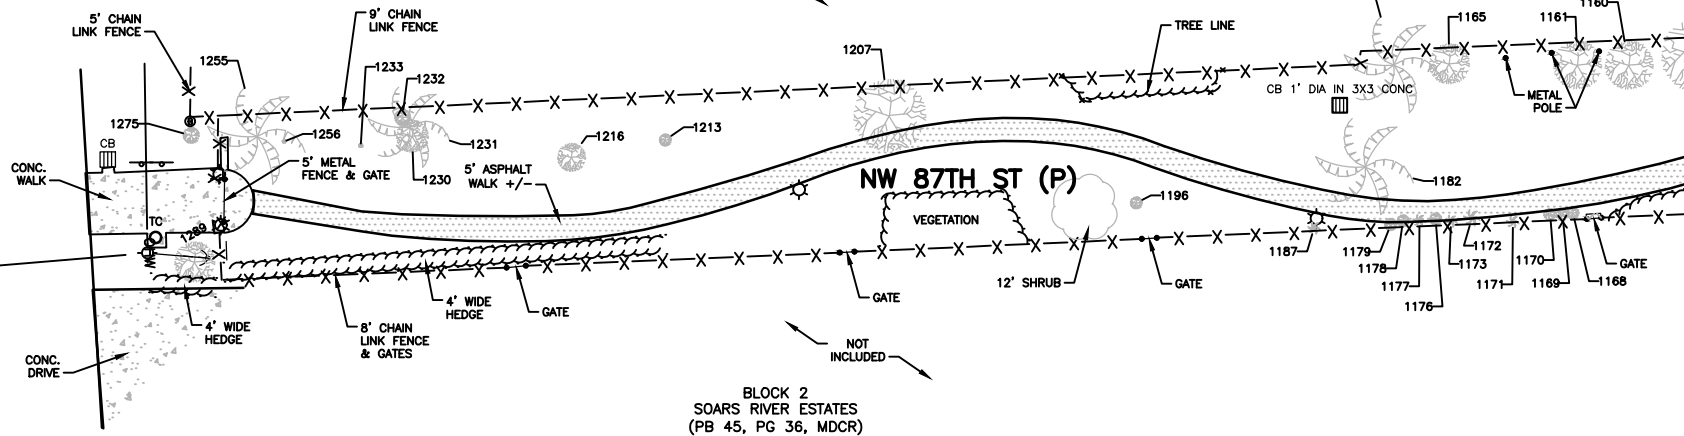 5' CHAIN
LINK FENCE
9' CHAIN
LINK FENCE
TREE LINE
1165
1161
1160
1255
1233
1232
1207
CB 1' DIA IN 3X3 CONC
METAL
POLE
1275
1256
1231
1216
1213
CB
CONC.
WALK
5' METAL
FENCE & GATE
1230
5' ASPHALT
WALK +/-
NW 87TH ST (P)
1182
1196
VEGETATION
TC
1289
1187
1179
1178
1177
1176
1172
1173
1171
1170
1169
1168
GATE
12' SHRUB
GATE
GATE
4' WIDE
HEDGE
GATE
4' WIDE
HEDGE
8' CHAIN
LINK FENCE
& GATES
CONC.
DRIVE
NOT
INCLUDED
BLOCK 2
SOARS RIVER ESTATES
(PB 45, PG 36, MDCR)